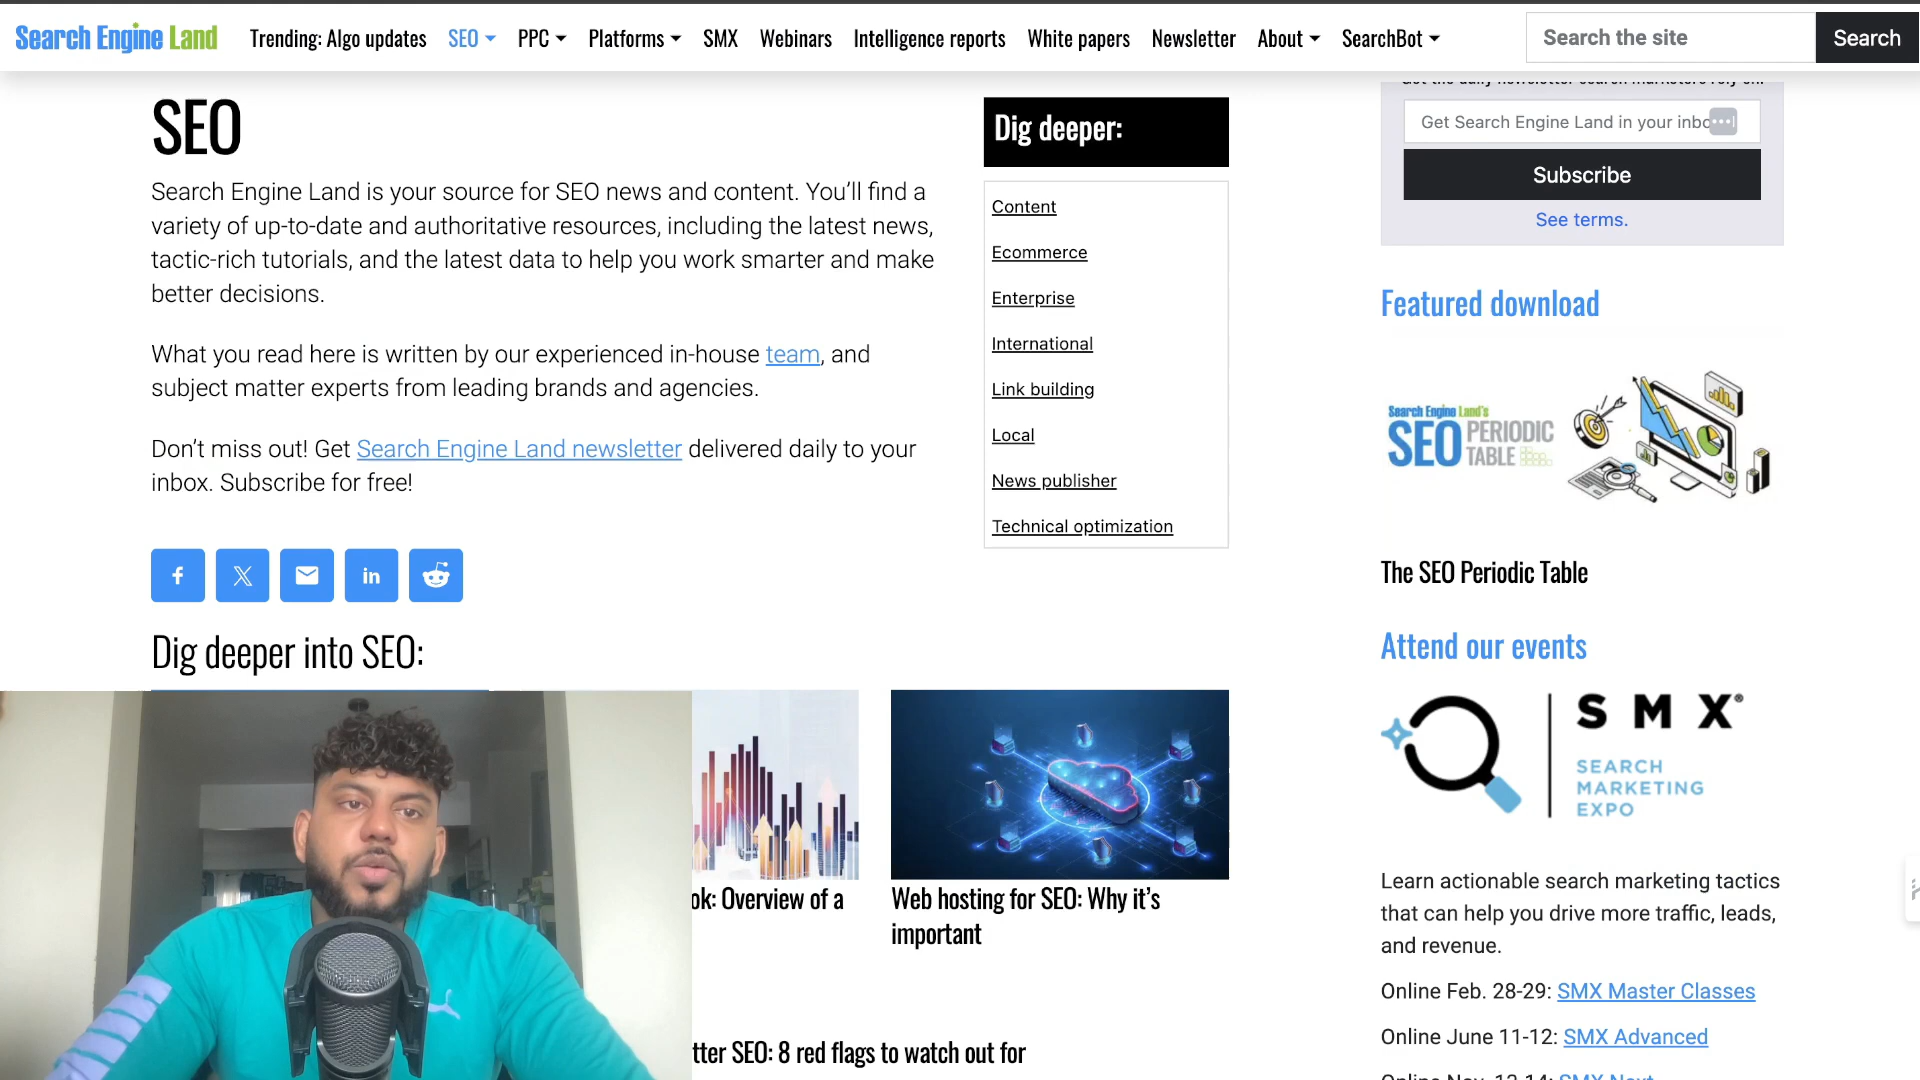 Search Engine Land
Trending: Algo updates
SEO
PPC
Platforms
SMX
Webinars
Intelligence reports
White papers
Newsletter
About
SearchBot
Search the site
Search
SEO
Search Engine Land is your source for SEO news and content. You’ll find a
variety of up-to-date and authoritative resources, including the latest news,
tactic-rich tutorials, and the latest data to help you work smarter and make
better decisions.
What you read here is written by our experienced in-house team, and
subject matter experts from leading brands and agencies.
Don’t miss out! Get Search Engine Land newsletter delivered daily to your
inbox. Subscribe for free!
Dig deeper into SEO:
ok: Overview of a
Web hosting for SEO: Why it’s
important
tter SEO: 8 red flags to watch out for
Dig deeper:
Content
Ecommerce
Enterprise
International
Link building
Local
News publisher
Technical optimization
Get the daily newsletter search marketers rely on.
Get Search Engine Land in your inbo
Subscribe
See terms.
Featured download
Search Engine Land's
SEO PERIODIC
TABLE
The SEO Periodic Table
Attend our events
SMX®
SEARCH
MARKETING
EXPO
Learn actionable search marketing tactics
that can help you drive more traffic, leads,
and revenue.
Online Feb. 28-29: SMX Master Classes
Online June 11-12: SMX Advanced
Online Nov. 13-14: SMX Next